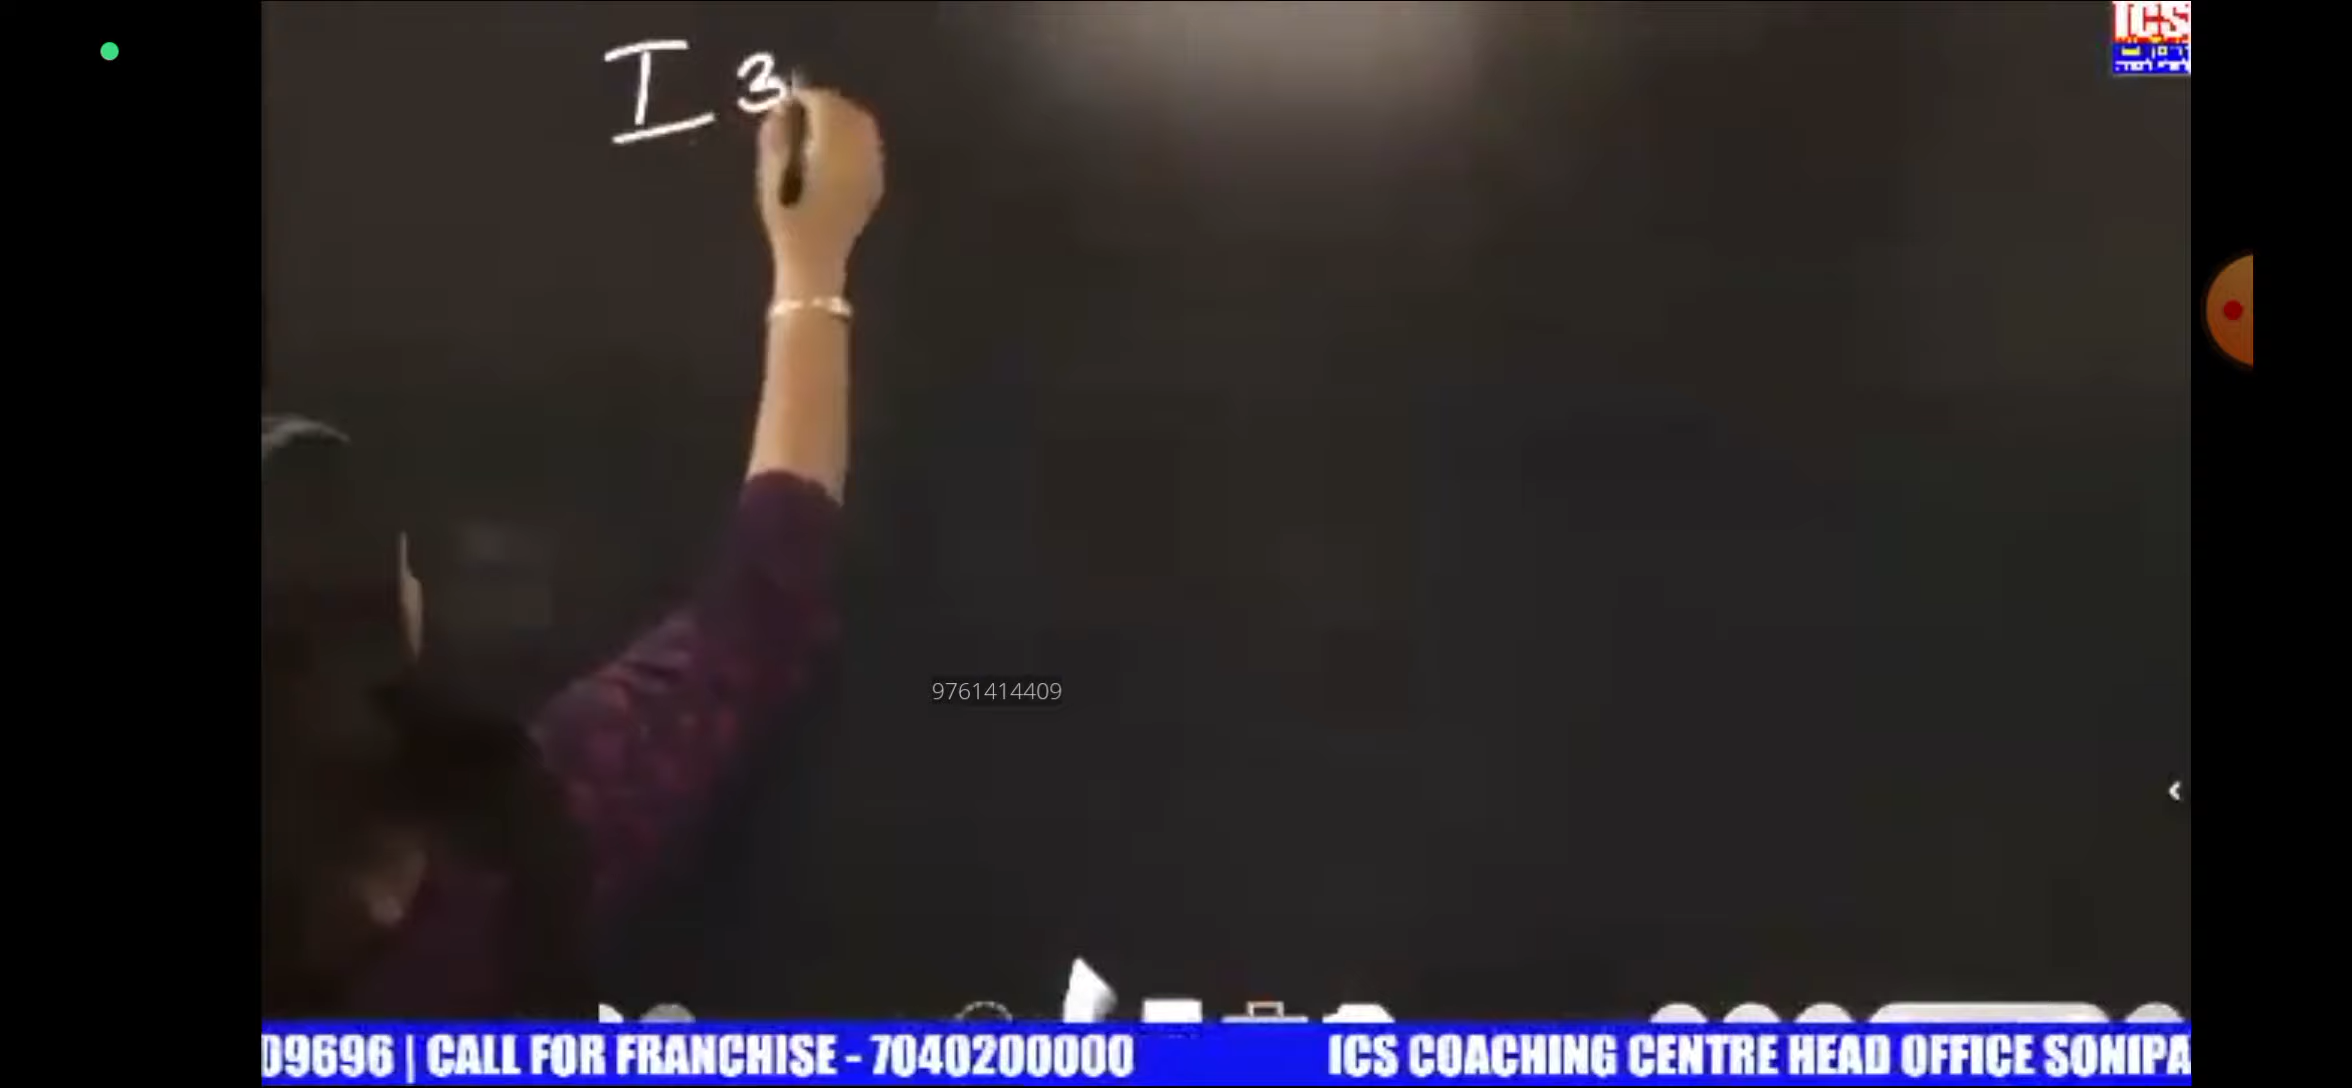 ICS
I 3
9761414409
09696 | CALL FOR FRANCHISE - 7040200000 ICS COACHING CENTRE HEAD OFFICE SONIPA